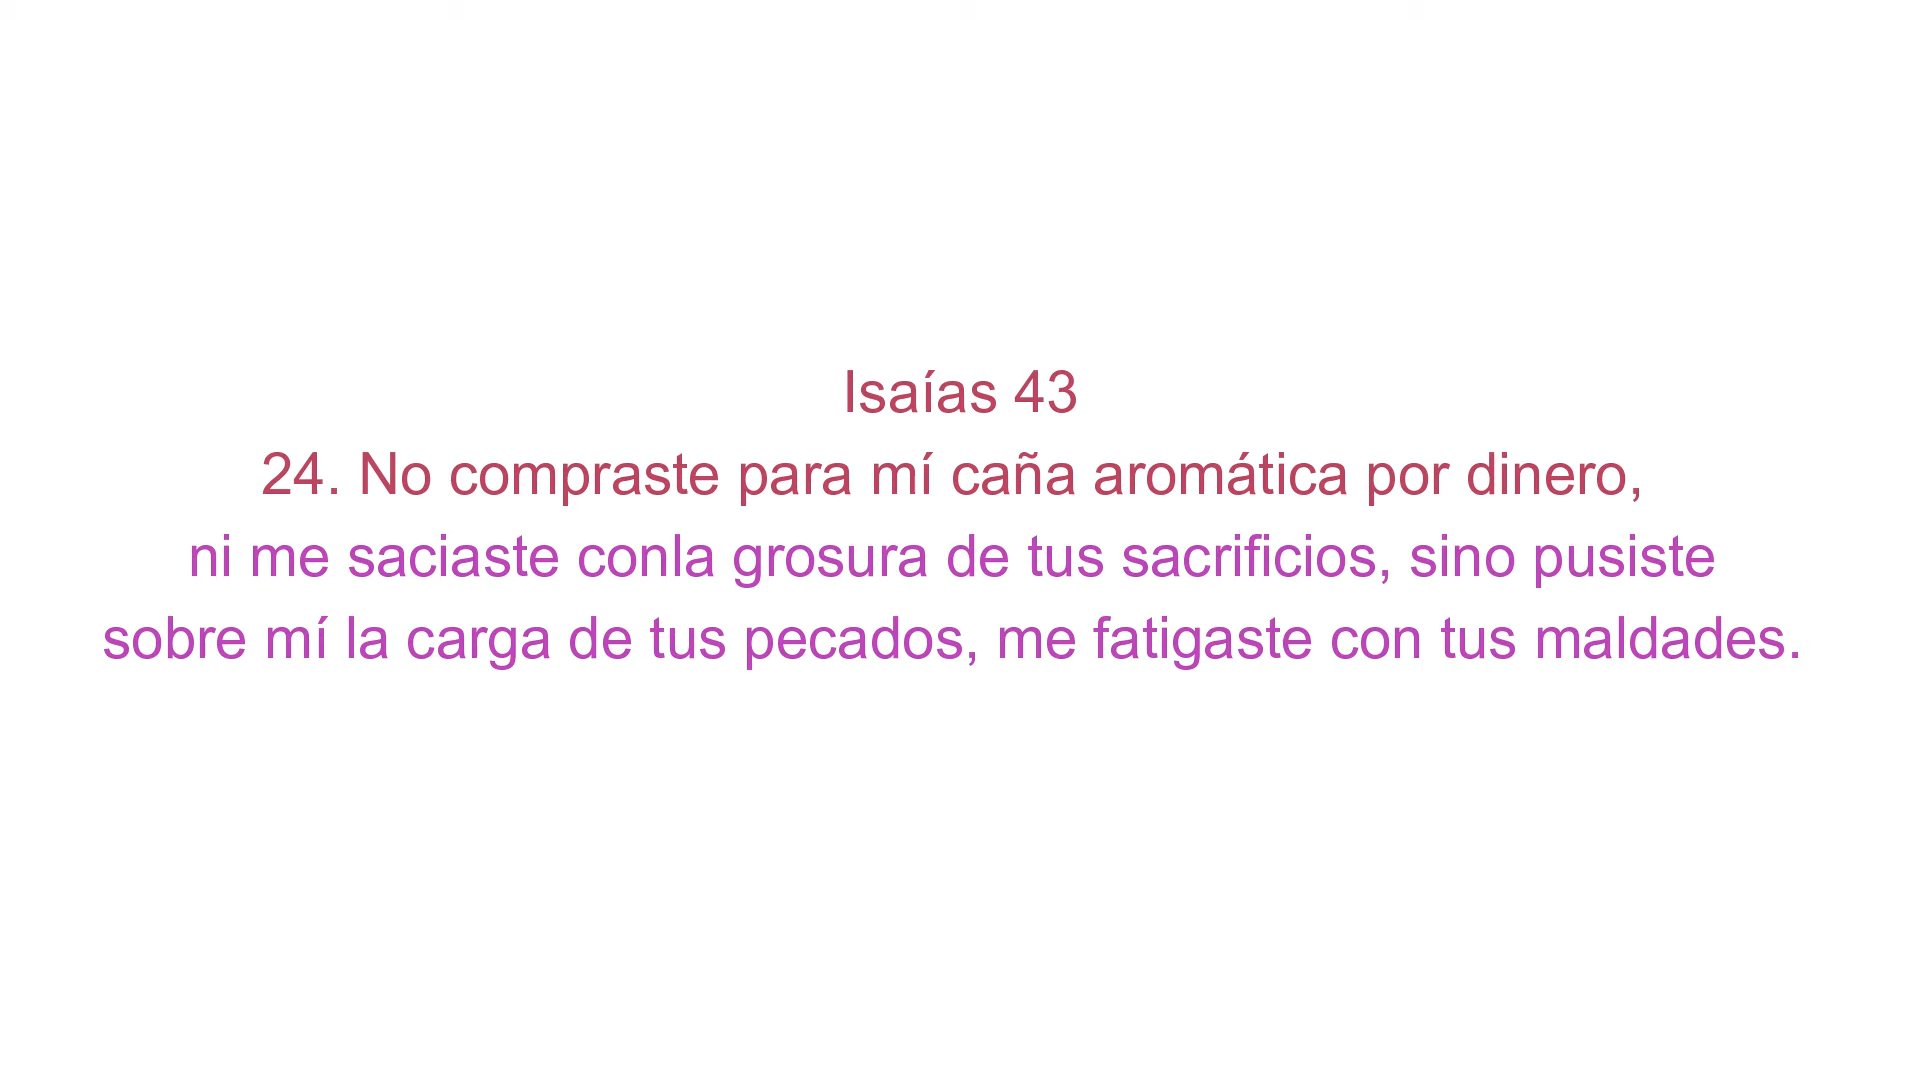 Isaías 43
24. No compraste para mí caña aromática por dinero,
ni me saciaste conla grosura de tus sacrificios, sino pusiste
sobre mí la carga de tus pecados, me fatigaste con tus maldades.